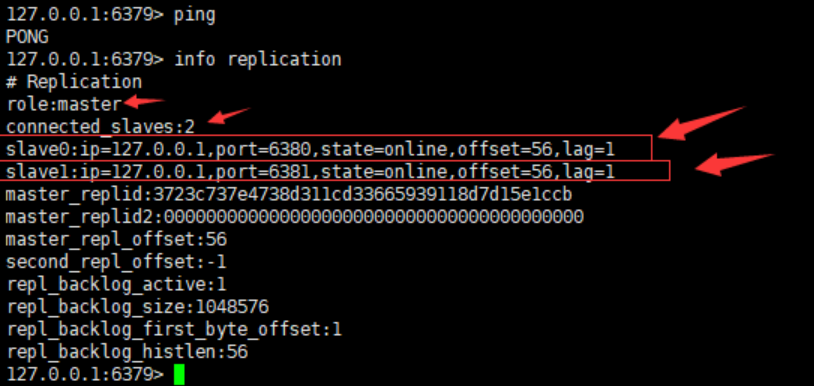 127.0.0.1:6379> ping
PONG
127.0.0.1:6379> info replication
# Replication
role:master
connected_slaves:2
slave0:ip=127.0.0.1,port=6380,state=online,offset=56,lag=1
slave1:ip=127.0.0.1,port=6381,state=online,offset=56,lag=1
master_replid:3723c737e4738d311cd33665939118d7d15e1ccb
master_replid2:0000000000000000000000000000000000000000
master_repl_offset:56
second_repl_offset:-1
repl_backlog_active:1
repl_backlog_size:1048576
repl_backlog_first_byte_offset:1
repl_backlog_histlen:56
127.0.0.1:6379>